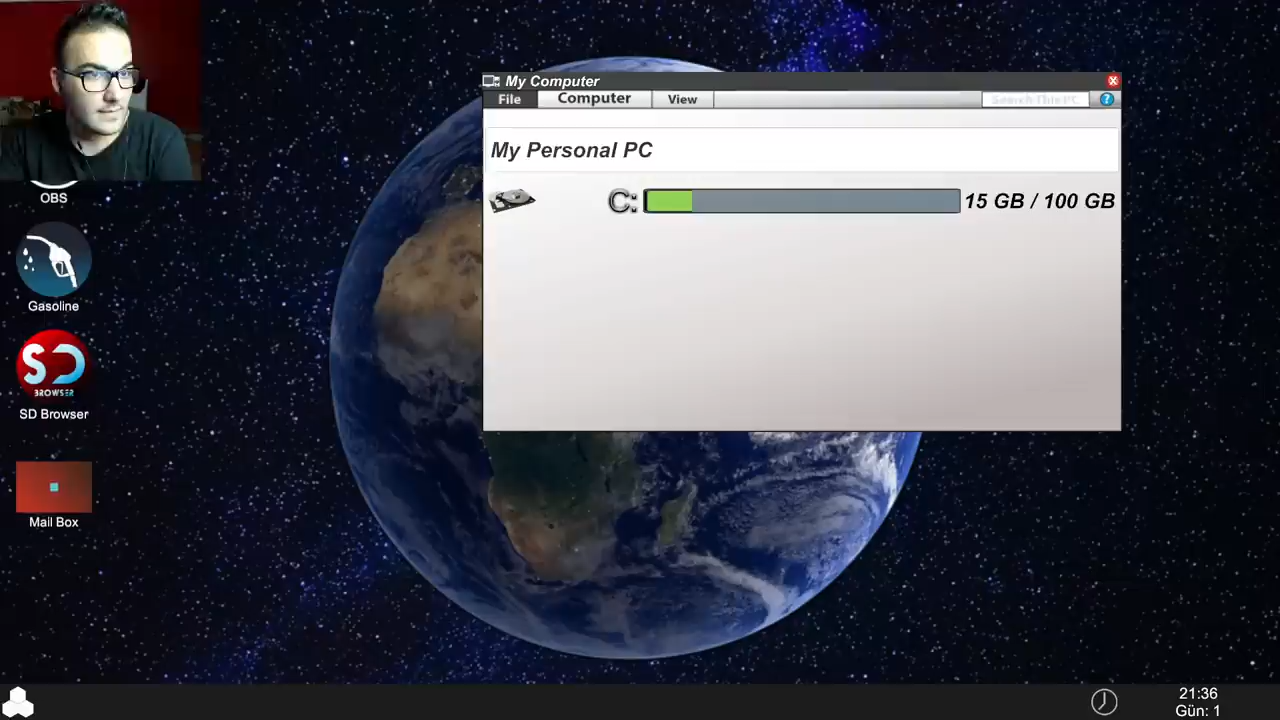 My Computer
File
Computer
View
Search This PC
?
My Personal PC
C:
15 GB / 100 GB
OBS
Gasoline
SD
BROWSER
SD Browser
Mail Box
21:36
Gün: 1